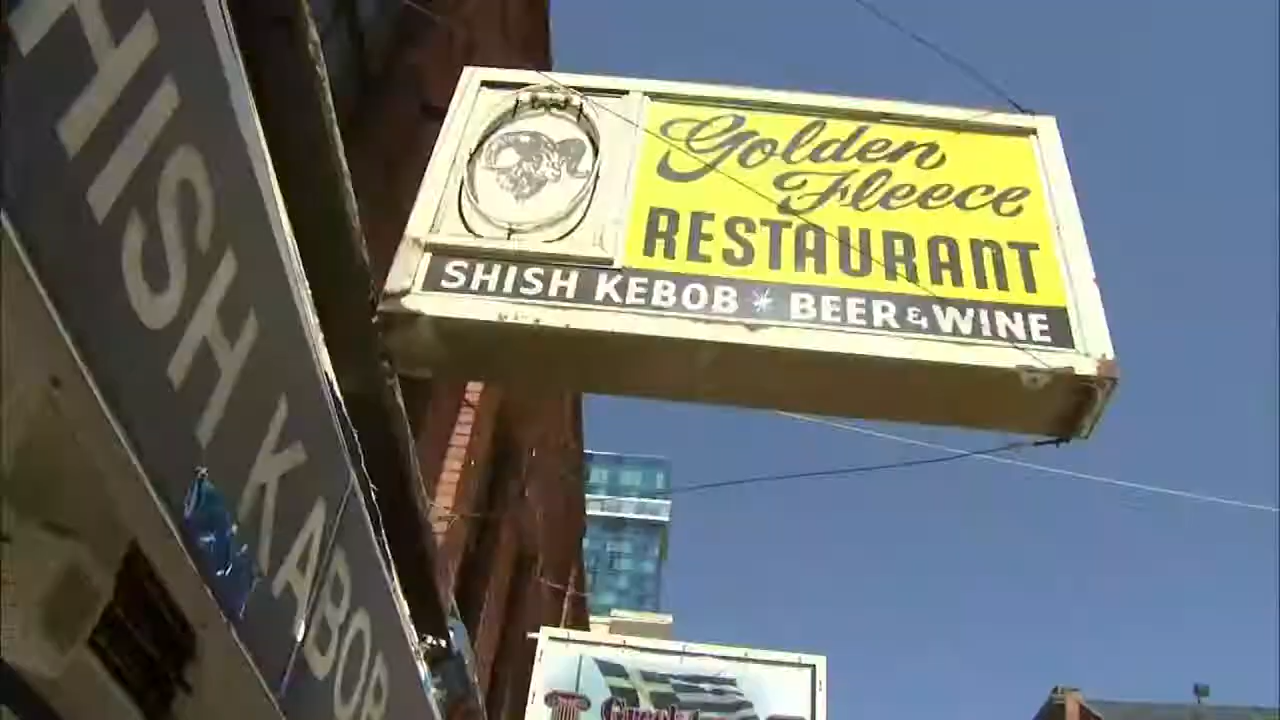 HISH KABOB
Golden
Fleece
RESTAURANT
SHISH KEBOB * BEER & WINE